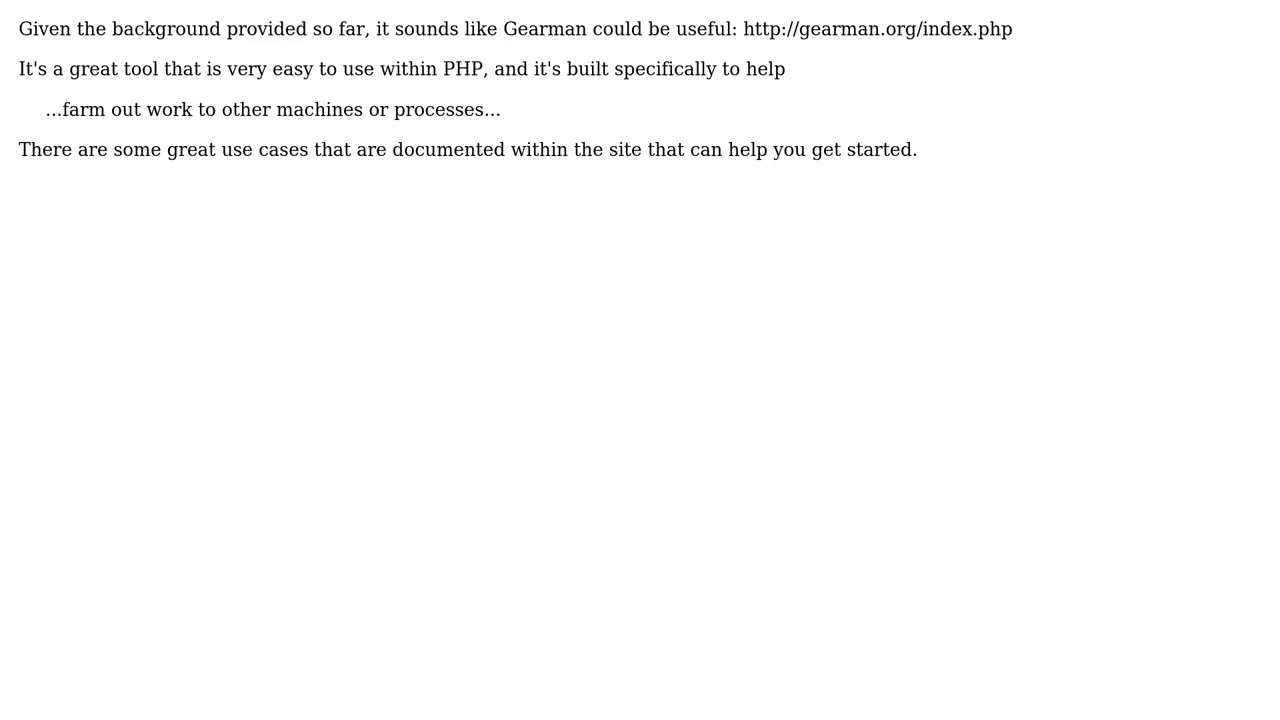 Given the background provided so far, it sounds like Gearman could be useful: http://gearman.org/index.php
It's a great tool that is very easy to use within PHP, and it's built specifically to help
...farm out work to other machines or processes...
There are some great use cases that are documented within the site that can help you get started.